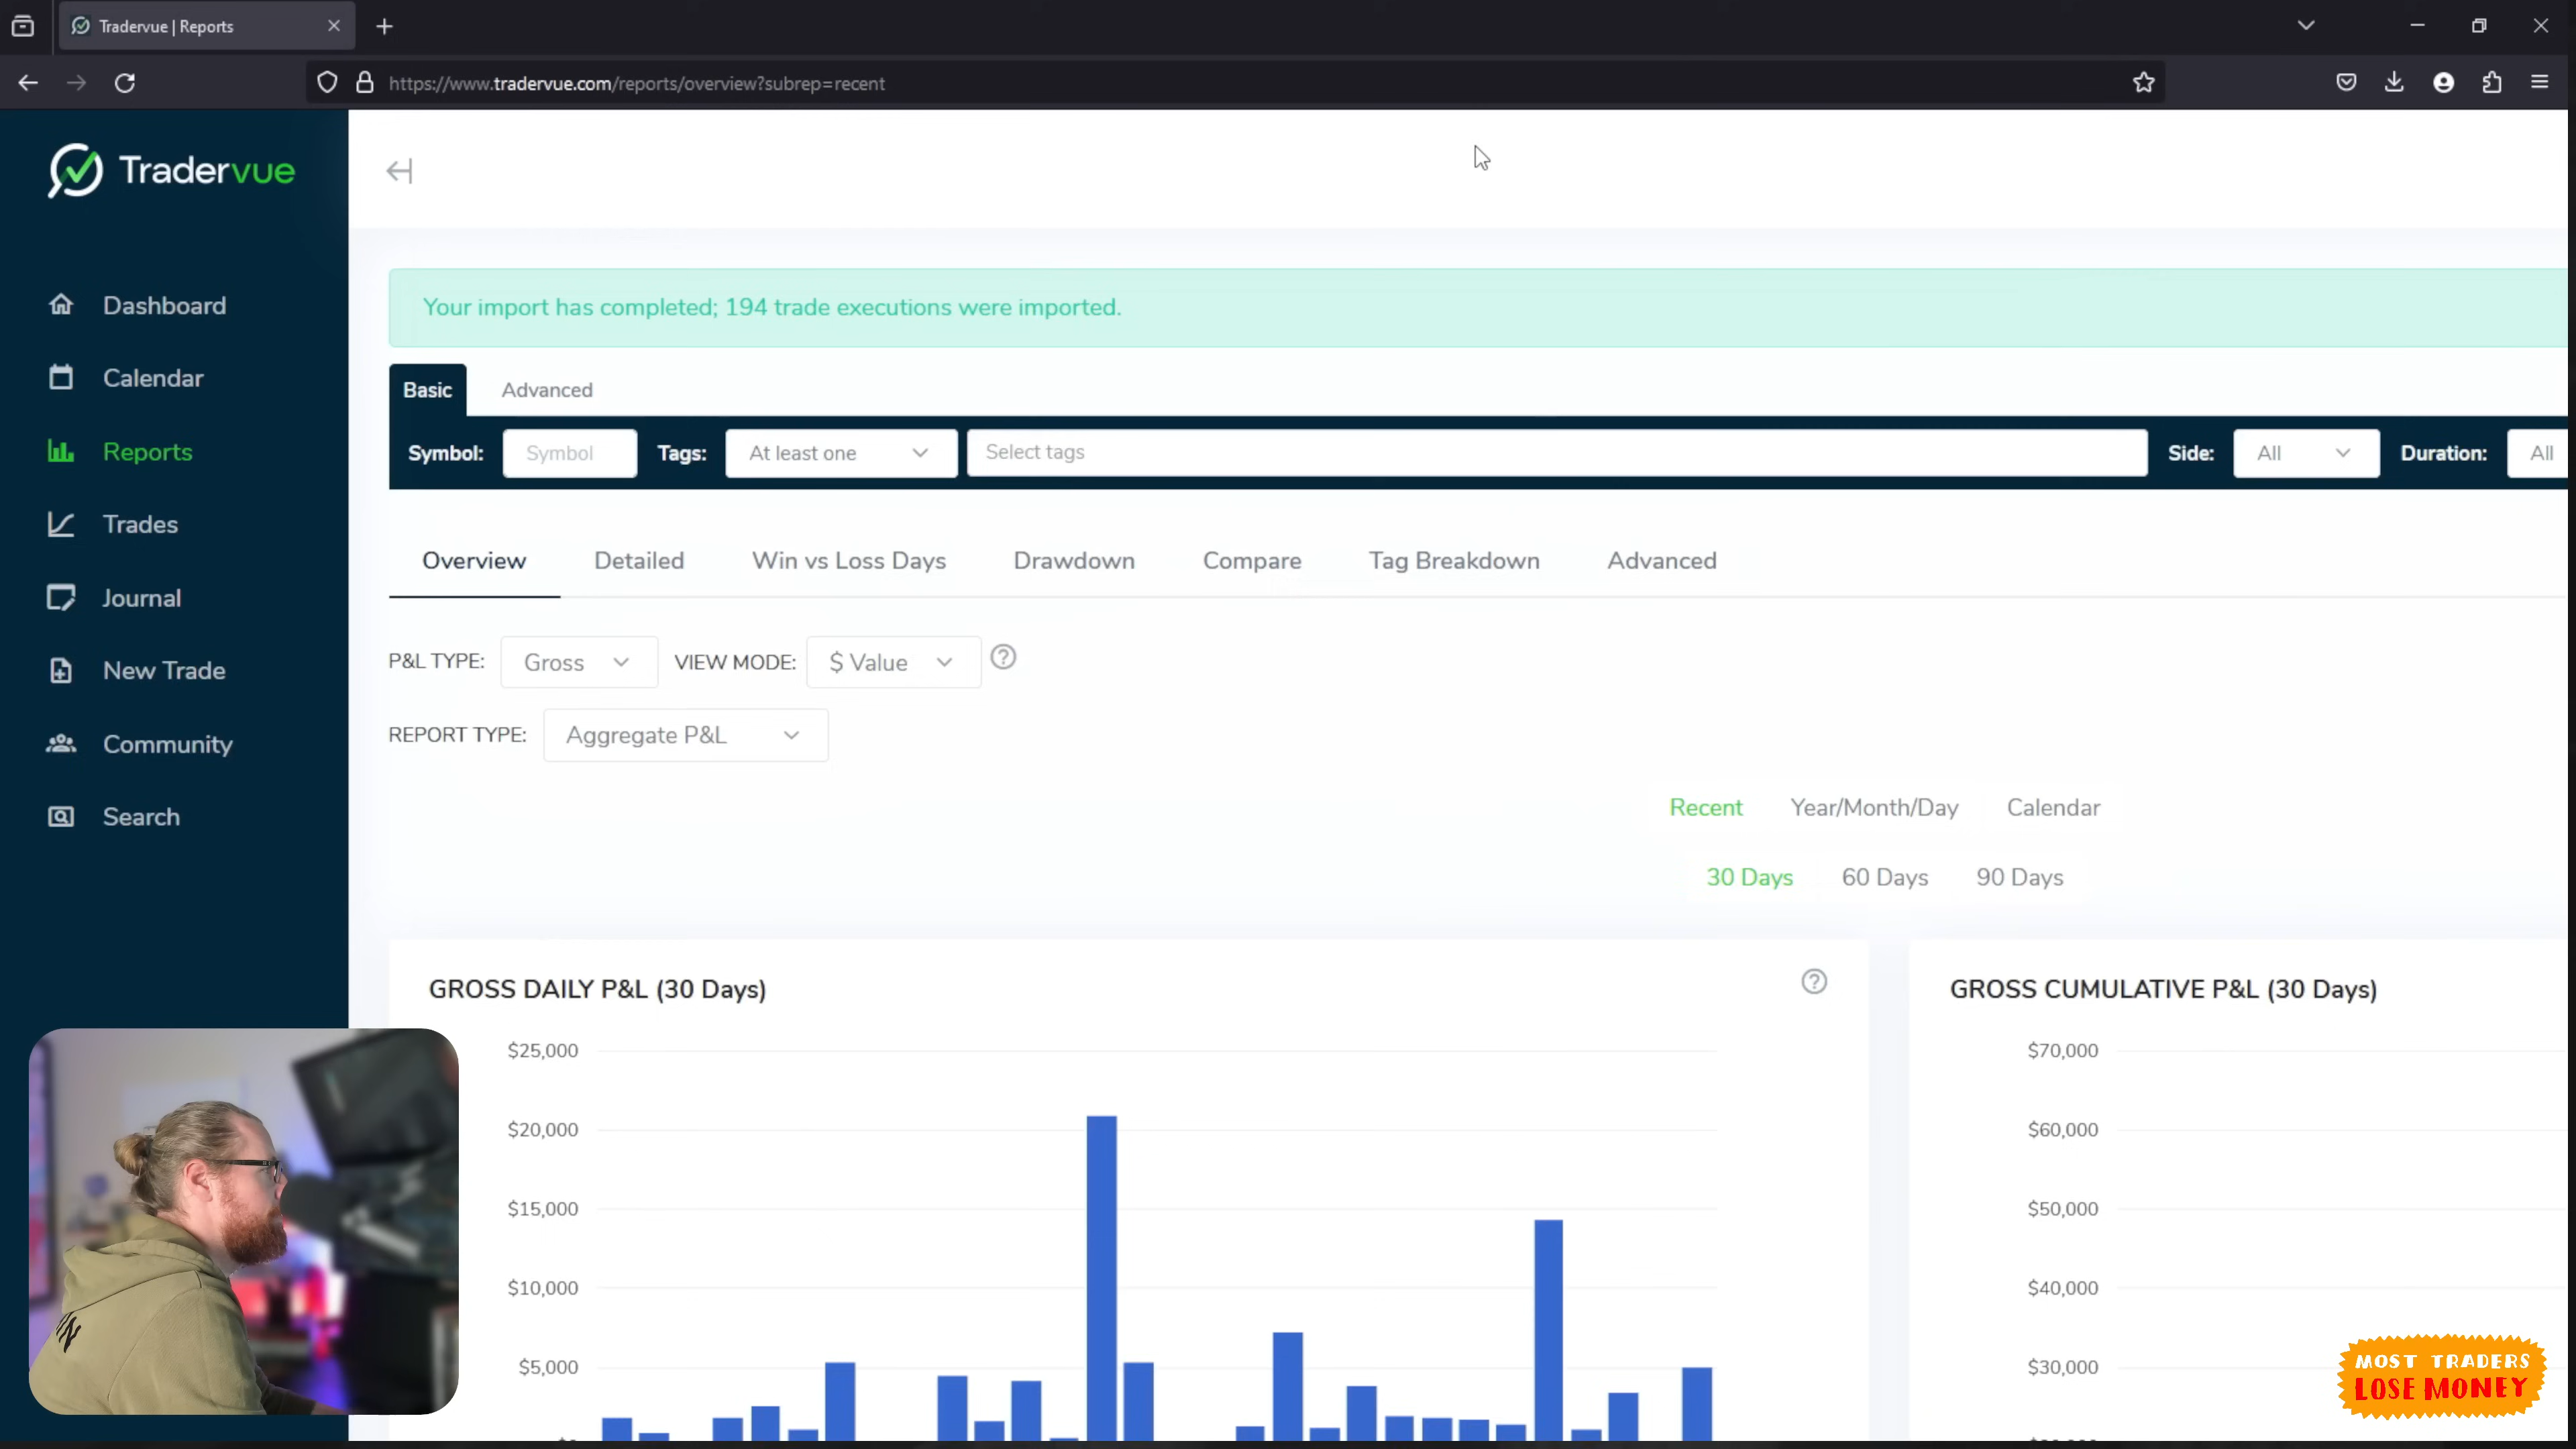 Tradervue | Reports
https://www.tradervue.com/reports/overview?subrep=recent
Tradervue
Dashboard
Calendar
Reports
Trades
Journal
New Trade
Community
Search
Your import has completed; 194 trade executions were imported.
Basic Advanced
Symbol: Symbol Tags: At least one Select tags Side: All Duration: All
Overview Detailed Win vs Loss Days Drawdown Compare Tag Breakdown Advanced
P&L TYPE: Gross VIEW MODE: $ Value
REPORT TYPE: Aggregate P&L
Recent Year/Month/Day Calendar
30 Days 60 Days 90 Days
GROSS DAILY P&L (30 Days)
$25,000
$20,000
$15,000
$10,000
$5,000
GROSS CUMULATIVE P&L (30 Days)
$70,000
$60,000
$50,000
$40,000
$30,000
MOST TRADERS
LOSE MONEY